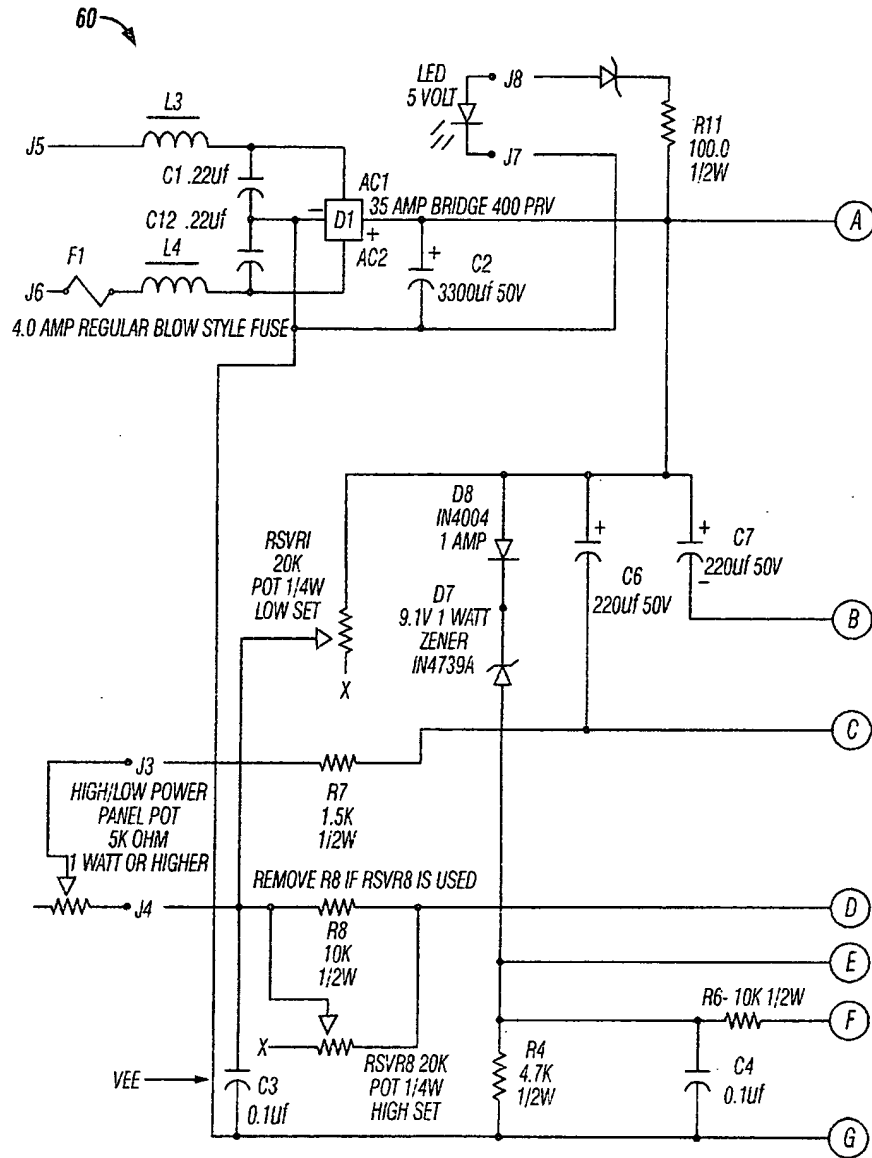 60
LED
5 VOLT
J8
L3
J5
J7
R11
100.0
1/2W
C1 .22Uf
AC1
35 AMP BRIDGE 400 PRV
C12 .22Uf
−
D1
+
A
F1
L4
AC2
+
C2
3300Uf 50V
J6
4.0 AMP REGULAR BLOW STYLE FUSE
D8
IN4004
1 AMP
+
C6
220Uf 50V
+
C7
220Uf 50V
−
RSVRI
20K
POT 1/4W
LOW SET
D7
9.1V 1 WATT
ZENER
IN4739A
B
X
C
J3
HIGH/LOW POWER
PANEL POT
5K OHM
1 WATT OR HIGHER
R7
1.5K
1/2W
REMOVE R8 IF RSVR8 IS USED
J4
D
R8
10K
1/2W
E
R6- 10K 1/2W
F
X
RSVR8 20K
POT 1/4W
HIGH SET
R4
4.7K
1/2W
C4
0.1Uf
VEE
C3
0.1Uf
G